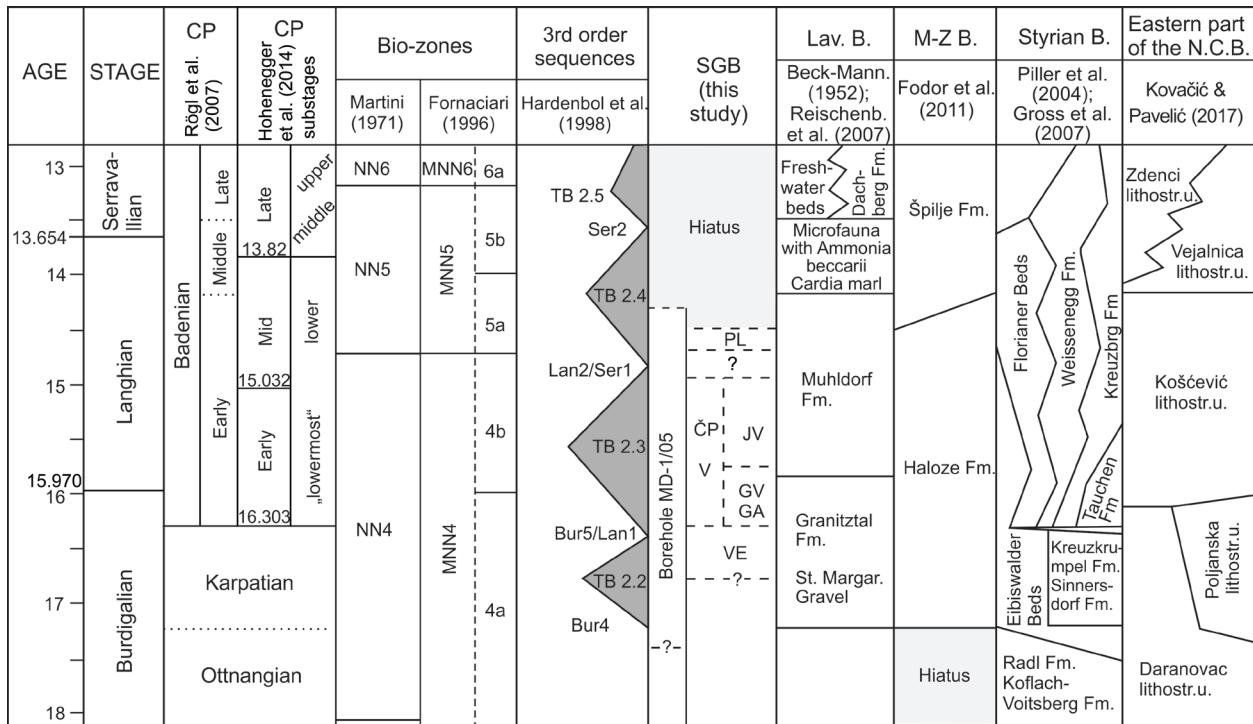 AGE
STAGE
CP
Rögl et al.
(2007)
CP
Hohenegger
et al. (2014)
substages
Bio-zones
Martini
(1971)
Fornaciari
(1996)
3rd order
sequences
Hardenbol et al.
(1998)
SGB
(this
study)
Lav. B.
Beck-Mann.
(1952);
Reischenb.
et al. (2007)
M-Z B.
Fodor et al.
(2011)
Styrian B.
Piller et al.
(2004);
Gross et al.
2007)
Eastern part
of the N.C.B.
Kovačić &
Pavelić (2017)
13
13.654
14
15
15.970
16
17
18
Serrava-
llian
Langhian
Burdigalian
Badenian
Late
Middle
Early
Karpatian
Ottnangian
Late
13.82
Mid
15.032
Early
16.303
upper
middle
lower
„lowermost“
NN6
NN5
NN4
MNN6
MNN5
MNN4
6a
5b
5a
4b
4a
TB 2.5
Ser2
TB 2.4
Lan2/Ser1
TB 2.3
Bur5/Lan1
TB 2.2
Bur4
Hiatus
Borehole MD-1/05
-?-
PL
?
ČP
V
JV
GV
GA
VE
-?-
Fresh-
water
beds
Dach-
berg Fm.
Microfauna
with Ammonia
beccarii
Cardia marl
Muhldorf
Fm.
Granitztal
Fm.
St. Margar.
Gravel
Špilje Fm.
Haloze Fm.
Hiatus
Florianer Beds
Weissenegg Fm.
Kreuzbrg Fm
Tauchen
Fm
Eibiswalder
Beds
Kreuzkru-
mpel Fm.
Sinners-
dorf Fm.
Radl Fm.
Koflach-
Voitsberg Fm.
Zdenci
lithostr.u.
Vejalnica
lithostr.u.
Košćević
lithostr.u.
Poljanska
lithostr.u.
Daranovac
lithostr.u.